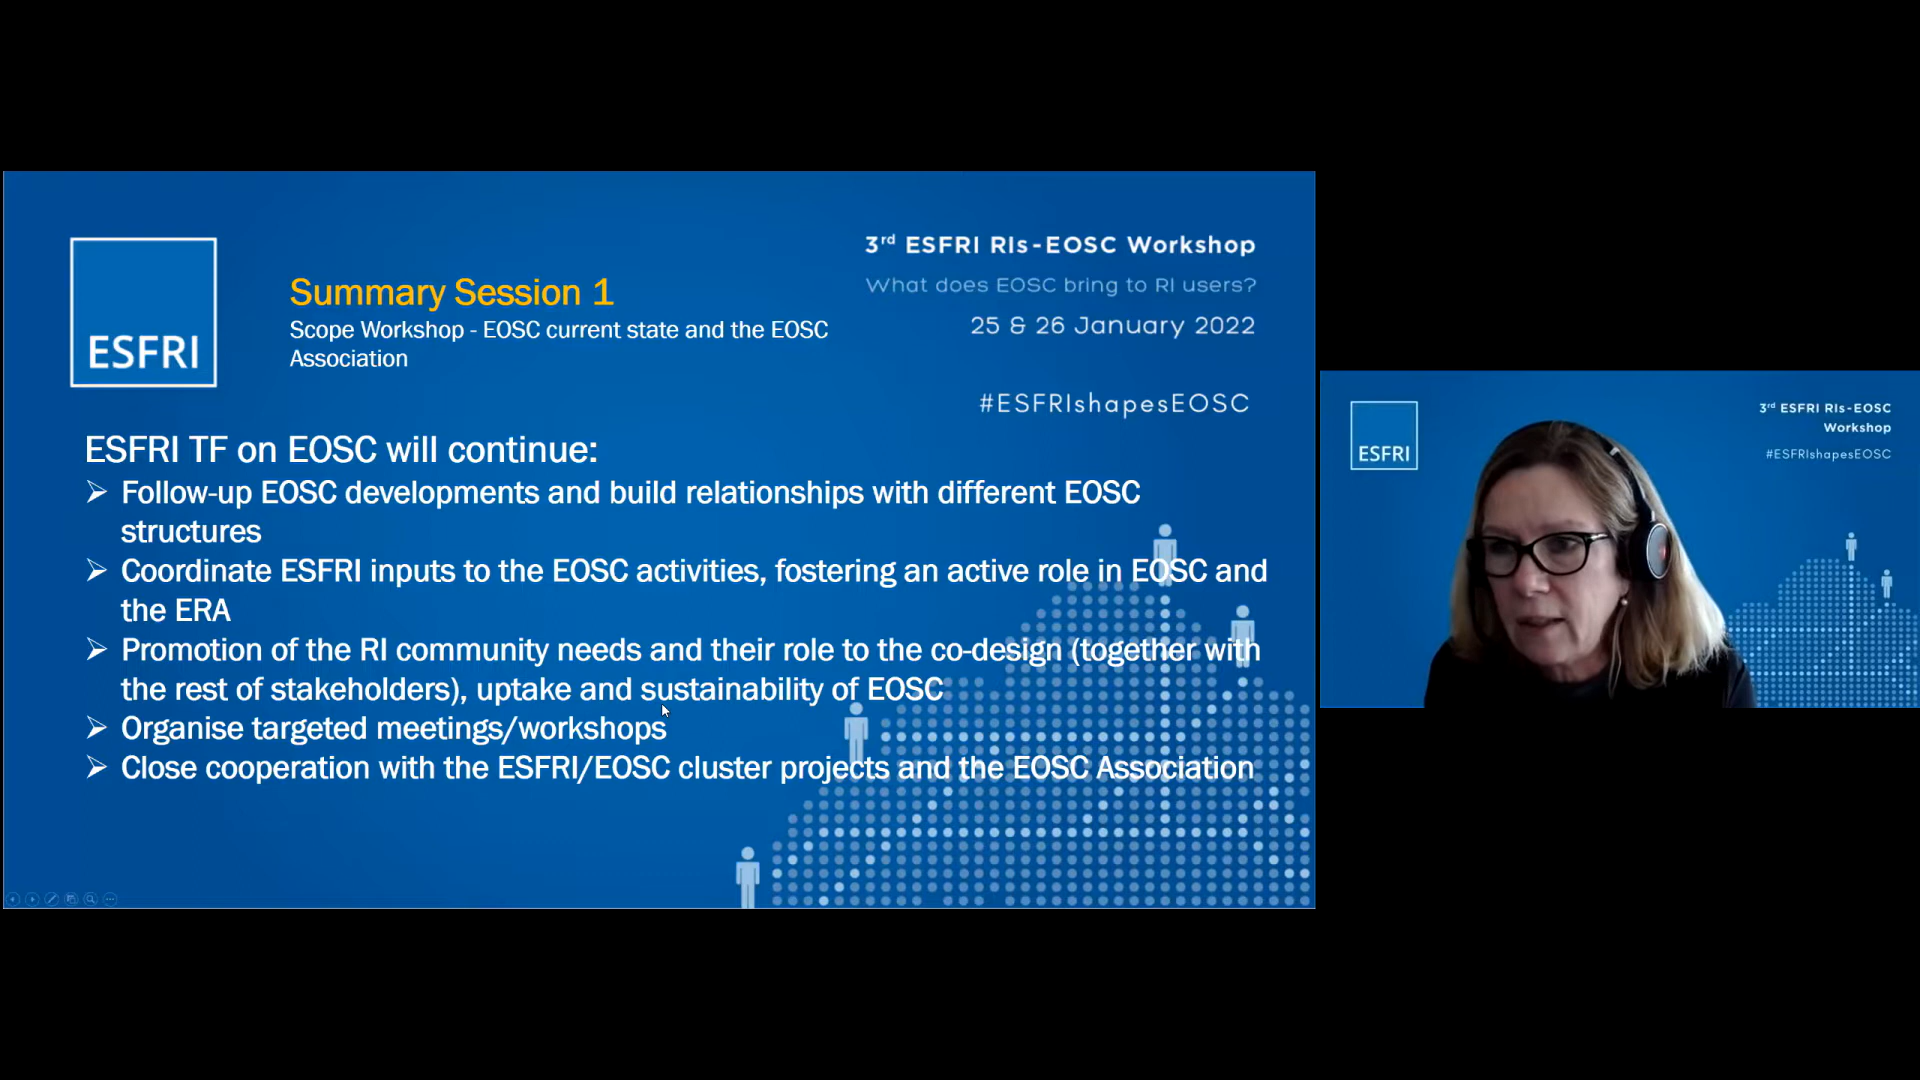 ESFRI
Summary Session 1
Scope Workshop - EOSC current state and the EOSC
Association
3rd ESFRI RIs-EOSC Workshop
What does EOSC bring to RI users?
25 & 26 January 2022
#ESFRIshapesEOSC
ESFRI TF on EOSC will continue:
➢ Follow-up EOSC developments and build relationships with different EOSC
structures
➢ Coordinate ESFRI inputs to the EOSC activities, fostering an active role in EOSC and
the ERA
➢ Promotion of the RI community needs and their role to the co-design (together with
the rest of stakeholders), uptake and sustainability of EOSC
➢ Organise targeted meetings/workshops
➢ Close cooperation with the ESFRI/EOSC cluster projects and the EOSC Association
ESFRI
3rd ESFRI RIs-EOSC
Workshop
#ESFRIshapesEOSC